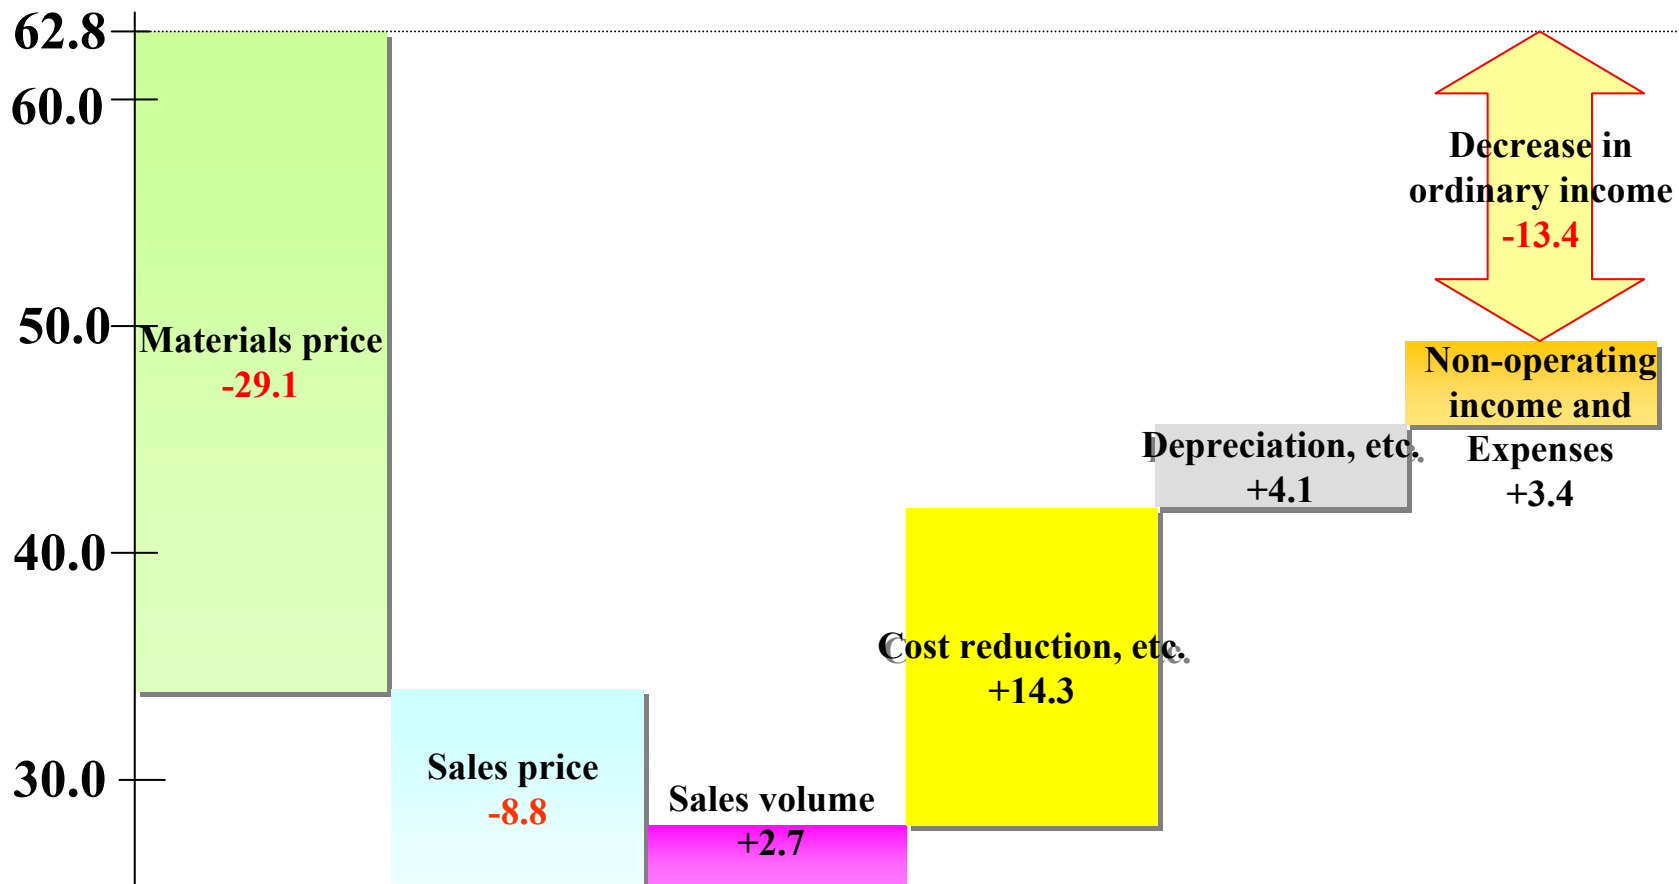 62.8
60.0
50.0
40.0
30.0
Materials price
-29.1
Sales price
-8.8
Sales volume
+2.7
Cost reduction, etc.
+14.3
Depreciation, etc.
+4.1
Non-operating
income and
Expenses
+3.4
Decrease in
ordinary income
-13.4